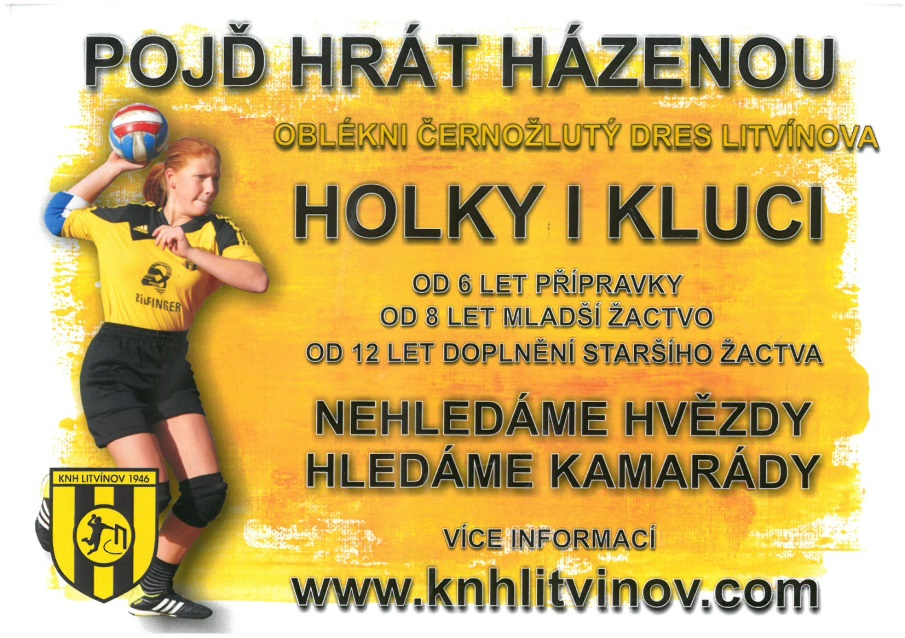 POJĎ HRÁT HÁZENOU
OBLÉKNI ČERNOŽLUTÝ DRES LITVÍNOVA
HOLKY I KLUCI
OD 6 LET PŘÍPRAVKY
OD 8 LET MLADŠÍ ŽACTVO
OD 12 LET DOPLNĚNÍ STARŠÍHO ŽACTVA
NEHLEDÁME HVĚZDY
HLEDÁME KAMARÁDY
VÍCE INFORMACÍ
www.knhlitvinov.com
KNH LITVÍNOV 1946